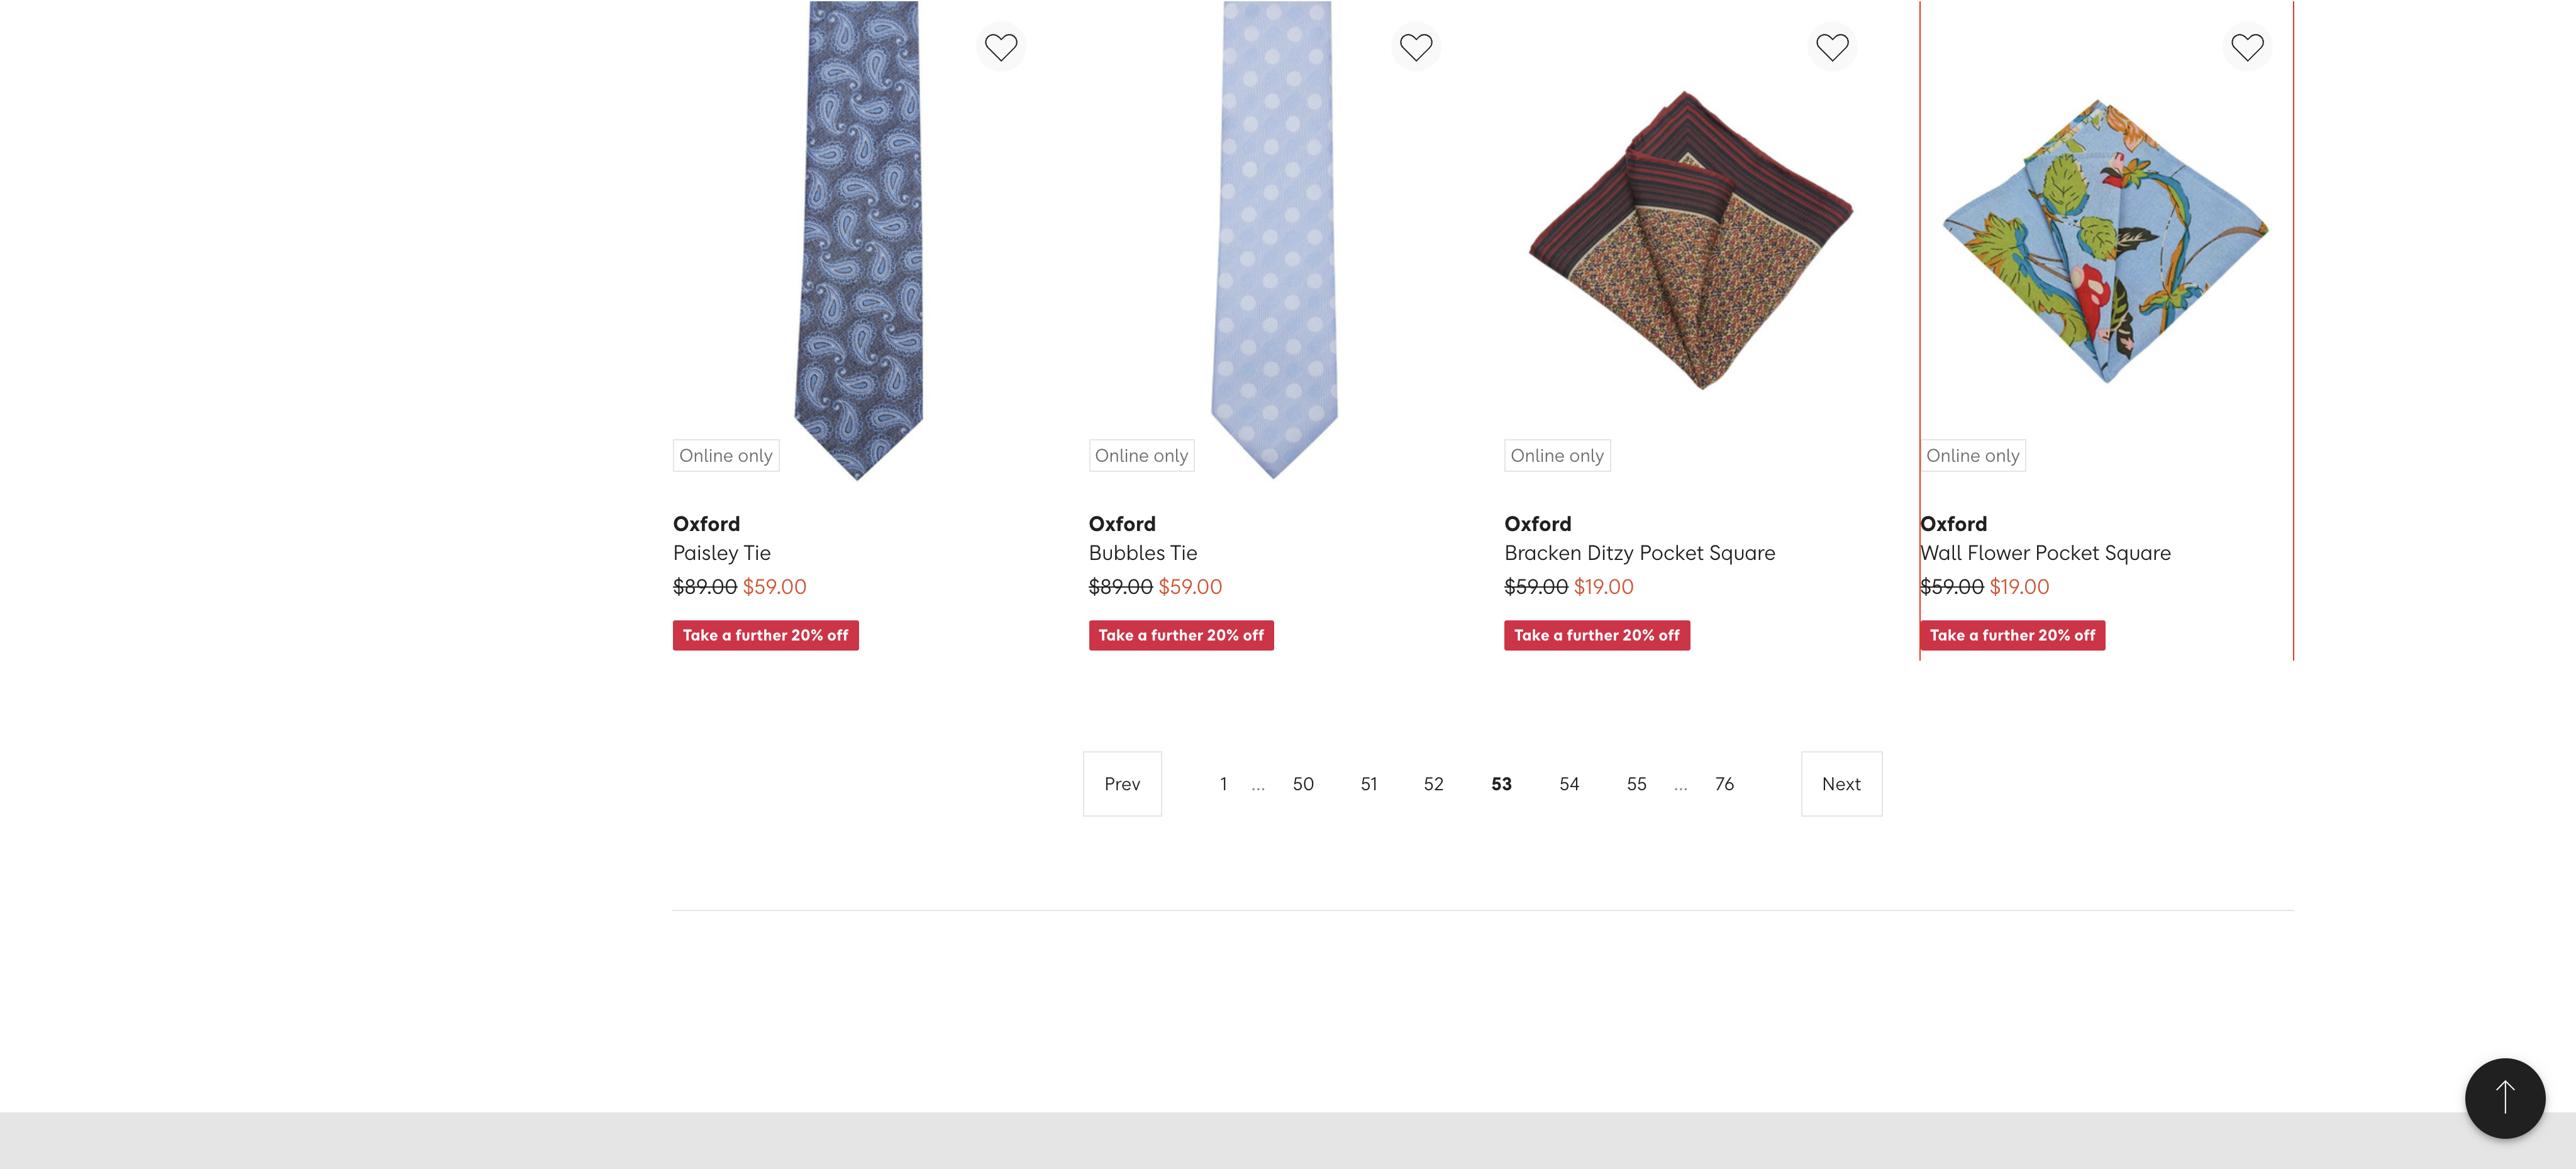 Online only
Online only
Online only
Online only
Oxford
Paisley Tie
$89.00 $59.00
Take a further 20% off
Oxford
Bubbles Tie
$89.00 $59.00
Take a further 20% off
Oxford
Bracken Ditzy Pocket Square
$59.00 $19.00
Take a further 20% off
Oxford
Wall Flower Pocket Square
$59.00 $19.00
Take a further 20% off
Prev 1 ... 50 51 52 53 54 55 ... 76 Next